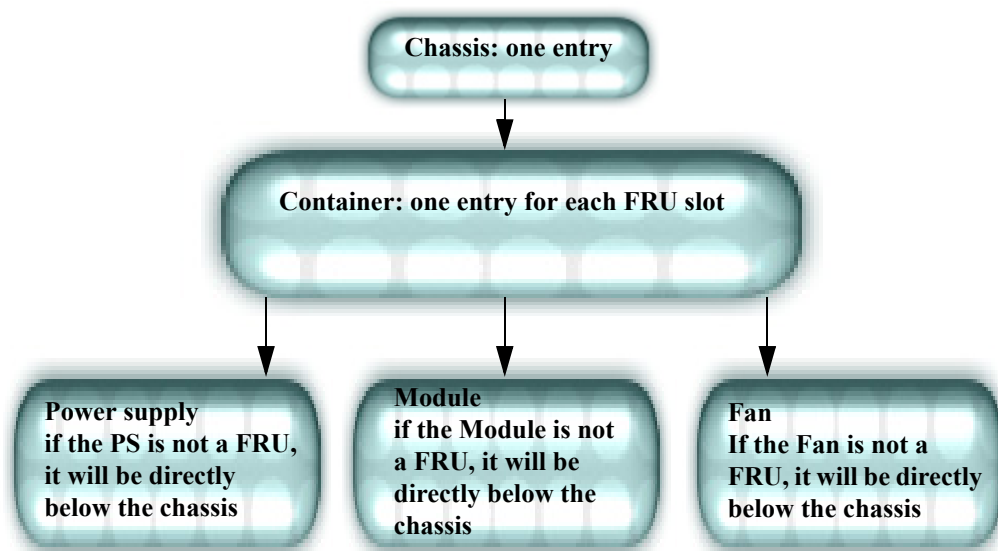 Chassis: one entry
Container: one entry for each FRU slot
Power supply
if the PS is not a FRU,
it will be directly
below the chassis
Module
if the Module is not
a FRU, it will be
directly below the
chassis
Fan
If the Fan is not a
FRU, it will be directly
below the chassis